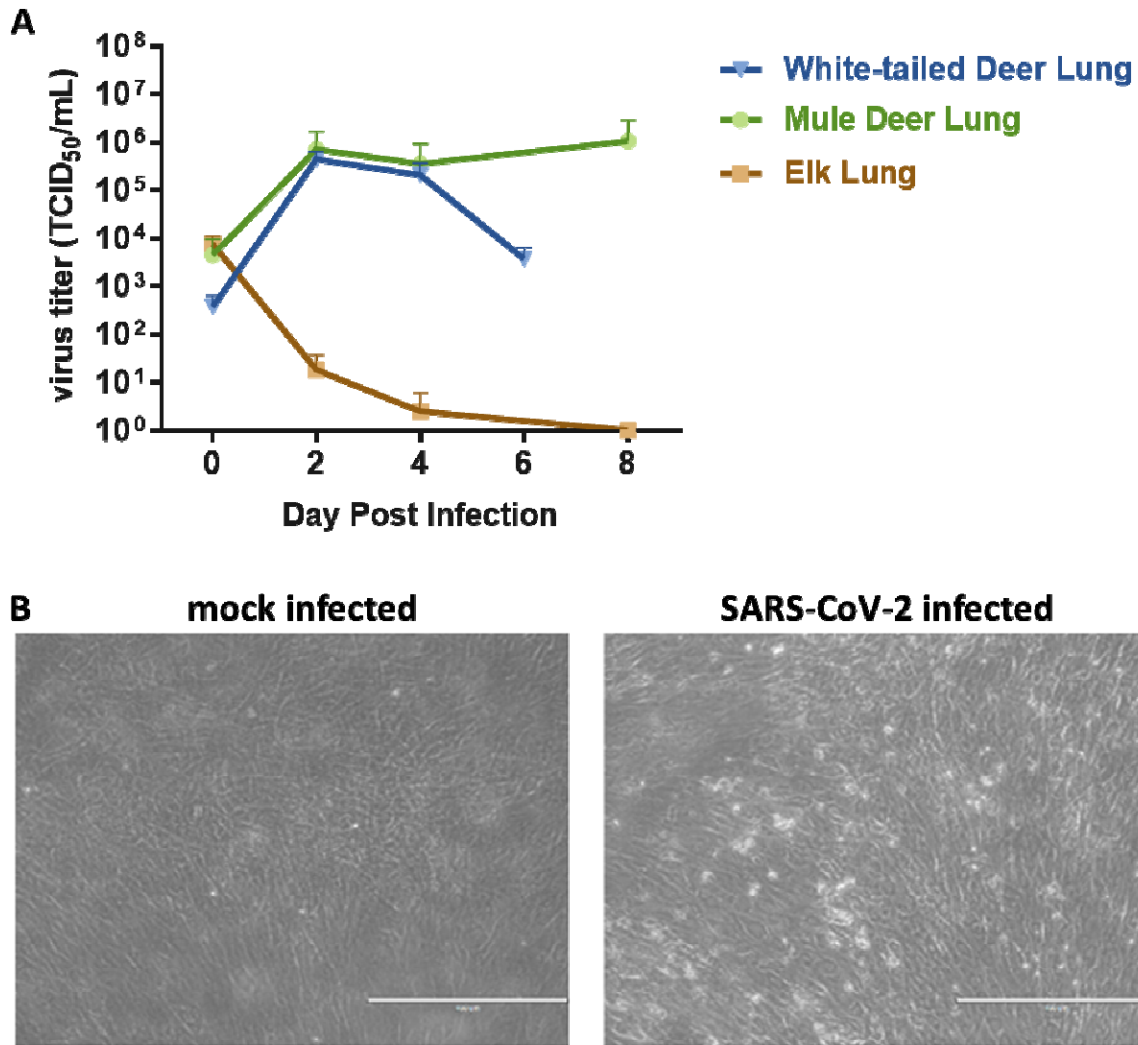 A
10⁸
10⁷
10⁶
10⁵
10⁴
10³
10²
10¹
10⁰
virus titer (TCID₅₀/mL)
0 2 4 6 8
Day Post Infection
White-tailed Deer Lung
Mule Deer Lung
Elk Lung
B
mock infected
SARS-CoV-2 infected